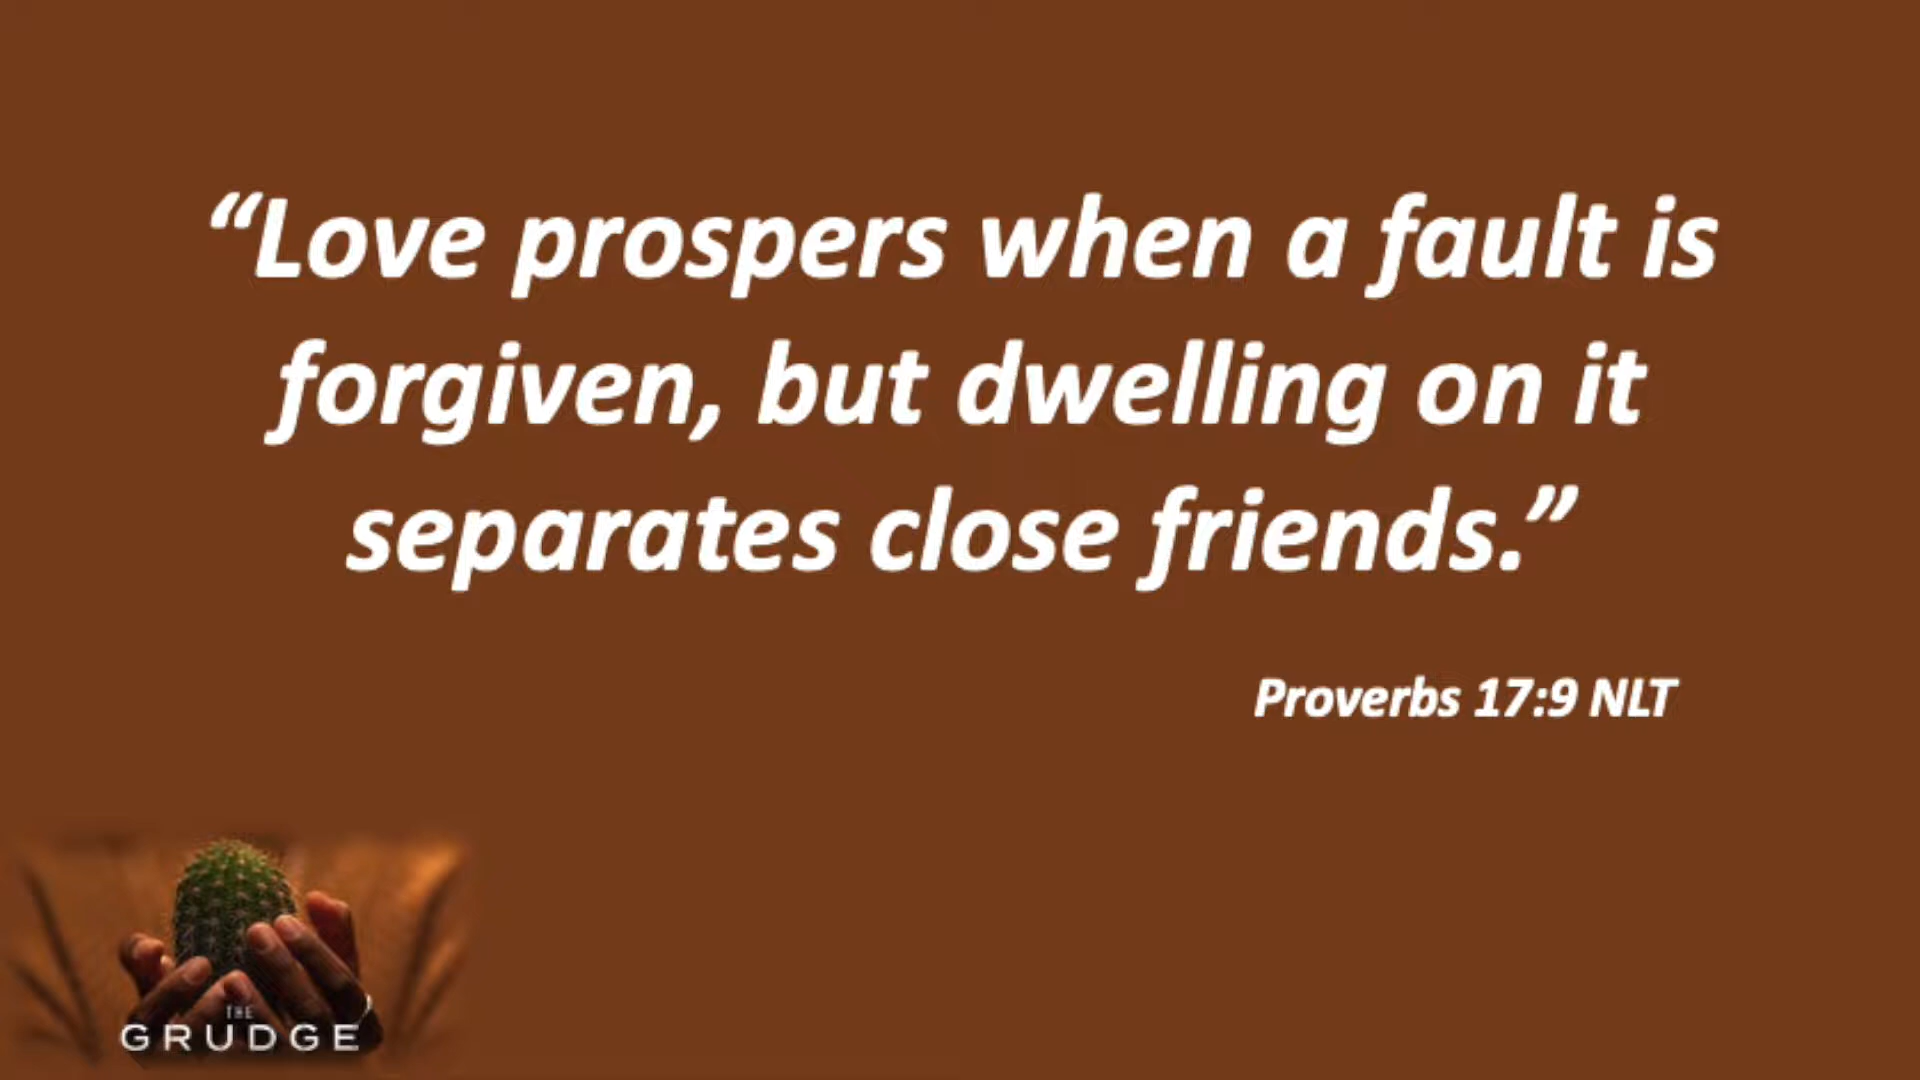 “Love prospers when a fault is
forgiven, but dwelling on it
separates close friends.”
Proverbs 17:9 NLT
THE
GRUDGE